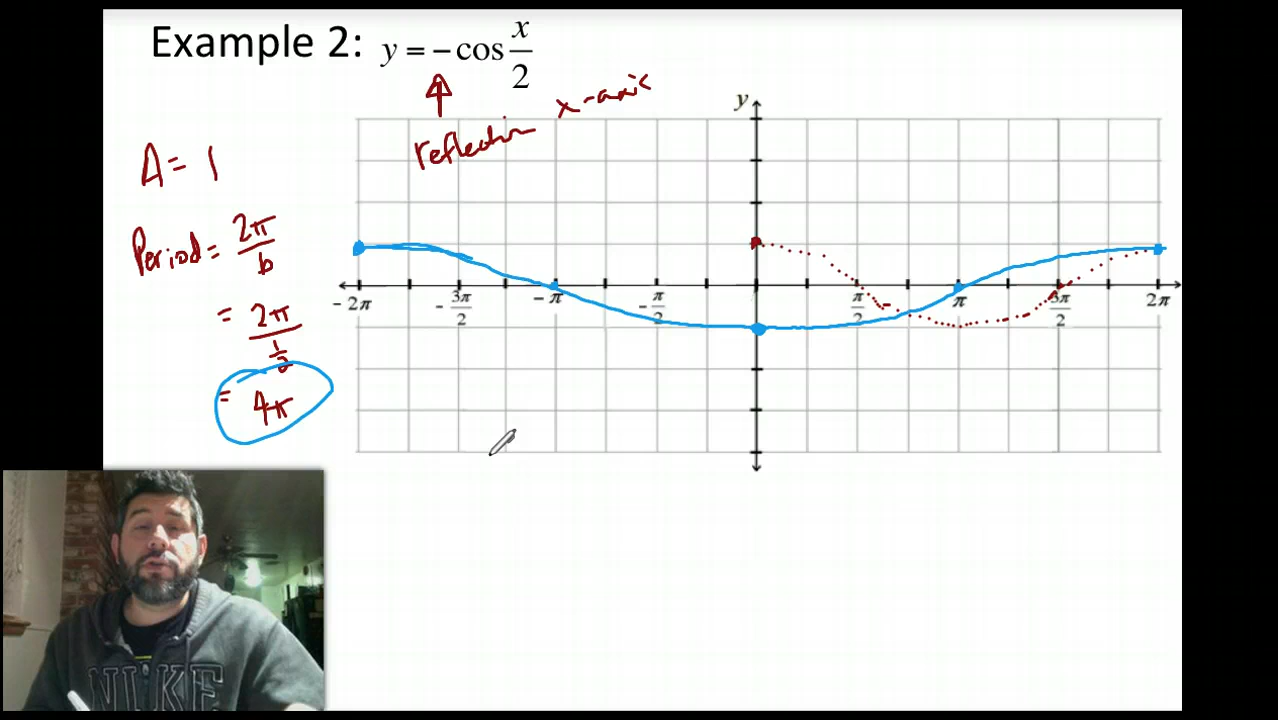 Example 2: y = −cos x/2
reflection x-axis
A = 1
Period = 2π/b
= 2π/(1/2)
= 4π
y
-2π -3π/2 -π -π/2 π/2 π 3π/2 2π
NIKE